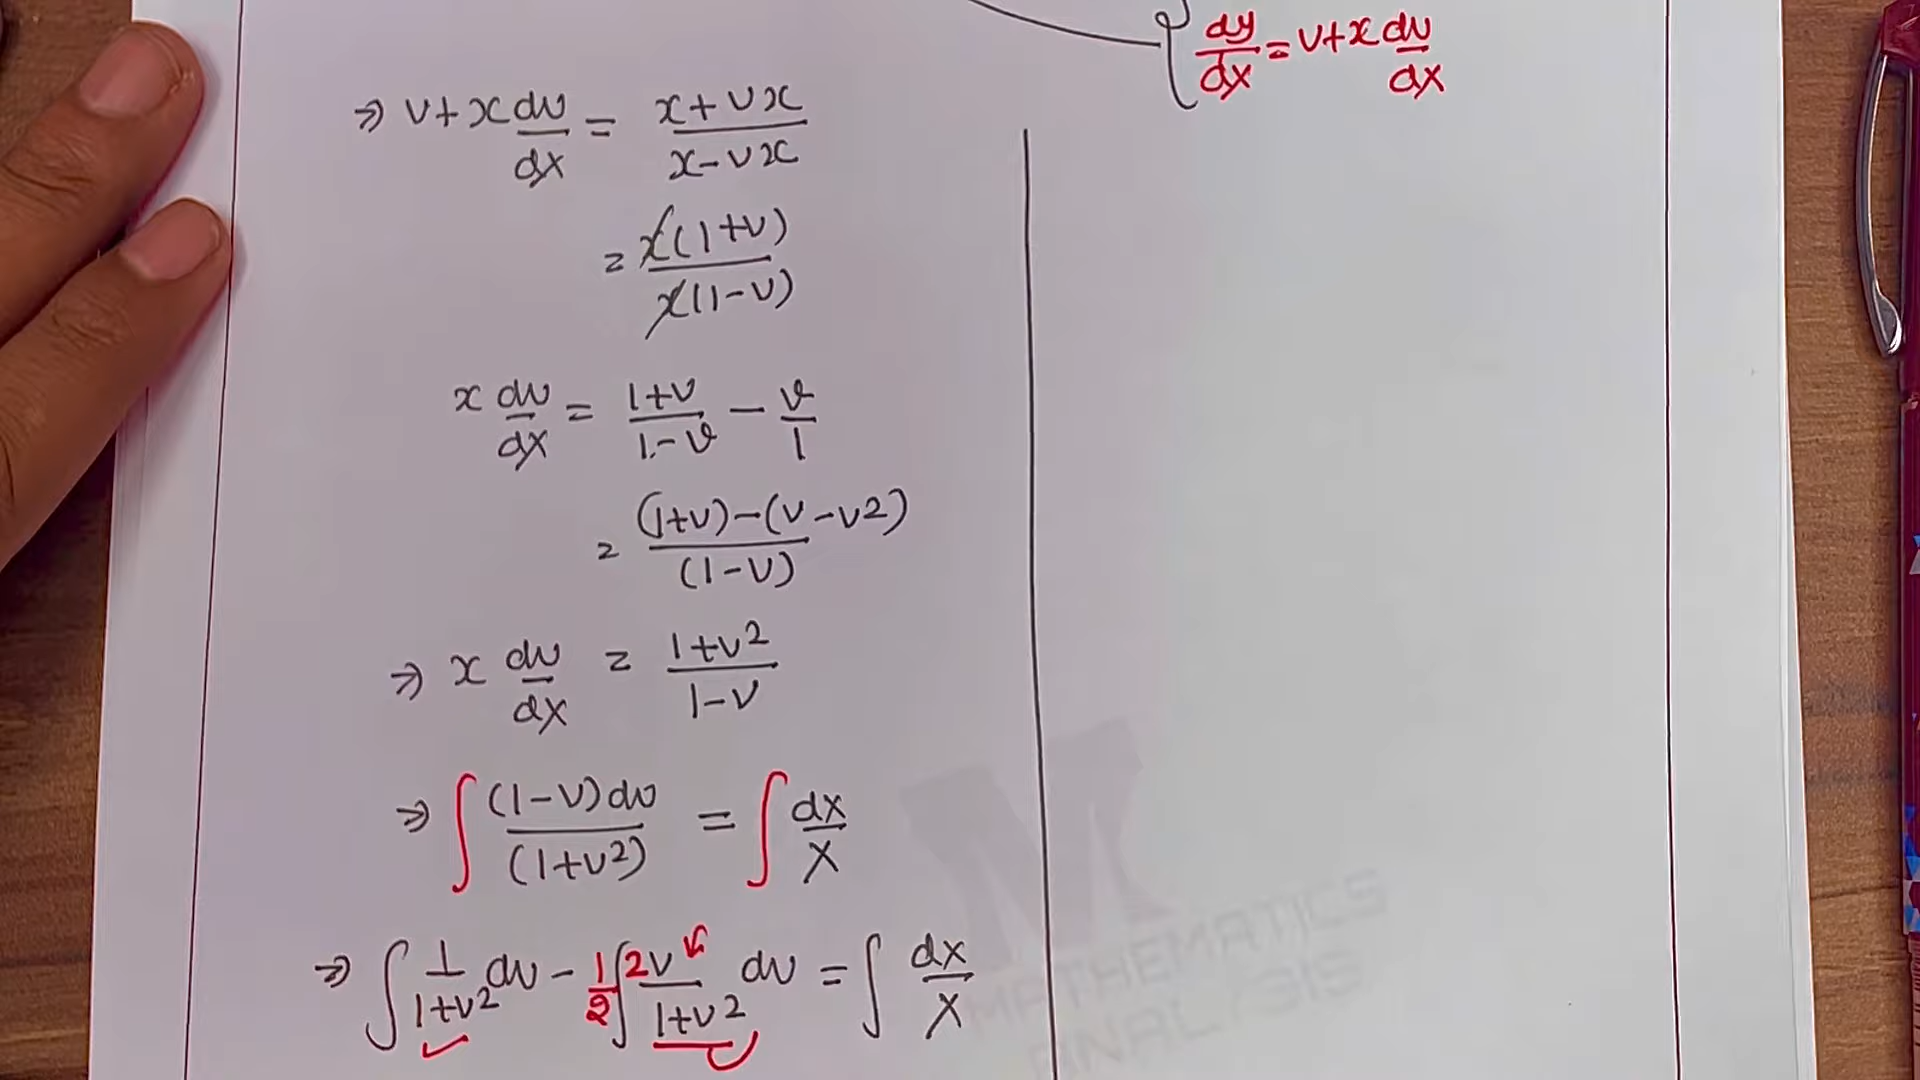 dy/dx = v+x dv/dx
⇒ v+x dv/dx = x+vx/x-vx
= x(1+v)/x(1-v)
x dv/dx = 1+v/1-v - v/1
= (1+v)-(v-v2)/(1-v)
⇒ x dv/dx = 1+v2/1-v
⇒ ∫(1-v)dv/(1+v2) = ∫dx/x
⇒ ∫ 1/1+v2 dv - 1/2 ∫ 2v/1+v2 dv = ∫ dx/x
MATHEMATICS
ANALYSIS